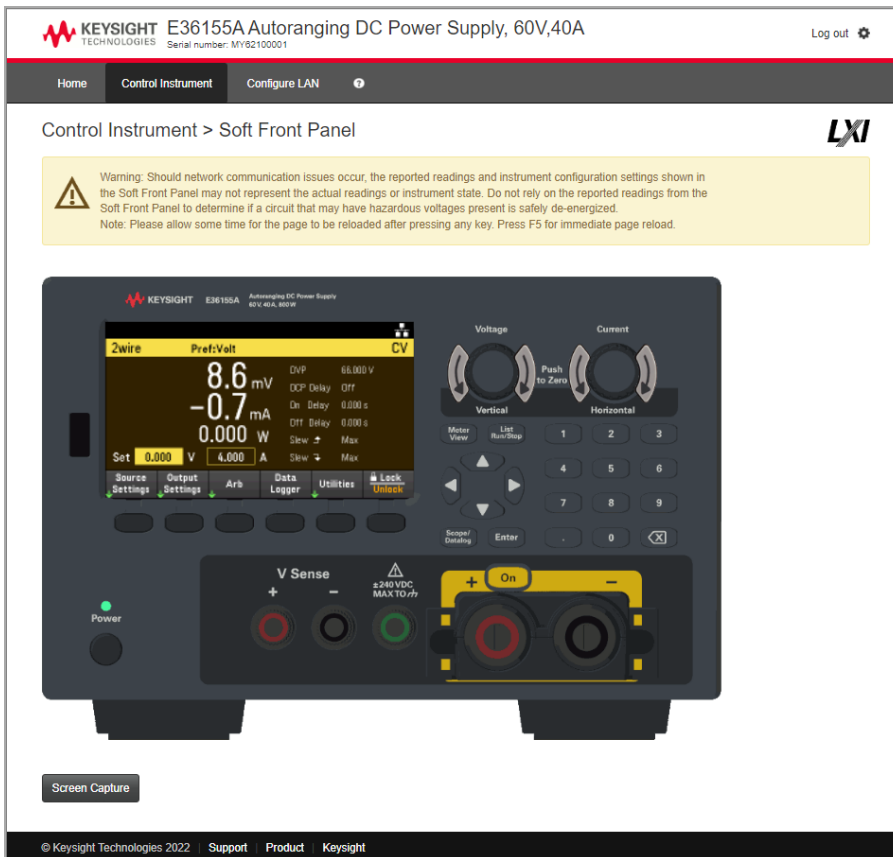 KEYSIGHT
TECHNOLOGIES
E36155A Autoranging DC Power Supply, 60V,40A
Serial number: MY62100001
Log out
Home Control Instrument Configure LAN ?
Control Instrument > Soft Front Panel
LXI
Warning: Should network communication issues occur, the reported readings and instrument configuration settings shown in
the Soft Front Panel may not represent the actual readings or instrument state. Do not rely on the reported readings from the
Soft Front Panel to determine if a circuit that may have hazardous voltages present is safely de-energized.
Note: Please allow some time for the page to be reloaded after pressing any key. Press F5 for immediate page reload.
KEYSIGHT E36155A Autoranging DC Power Supply
60V, 40A, 800W
2wire Pref:Volt CV
8.6 mV
-0.7 mA
0.000 W
OVP 66.000 V
OCP Delay Off
On Delay 0.000 s
Off Delay 0.000 s
Slew Max
Slew Max
Set 0.000 V 4.000 A
Source Settings
Output Settings
Arb
Data Logger
Utilities
Lock
Unlock
Voltage
Current
Push
to Zero
Vertical
Horizontal
Meter
View
List
Run/Stop
1 2 3
4 5 6
7 8 9
Scope/
Datalog
Enter
. 0 X
V Sense
+ -
±240 VDC
MAX TO
+ On -
Power
Screen Capture
© Keysight Technologies 2022 | Support | Product | Keysight